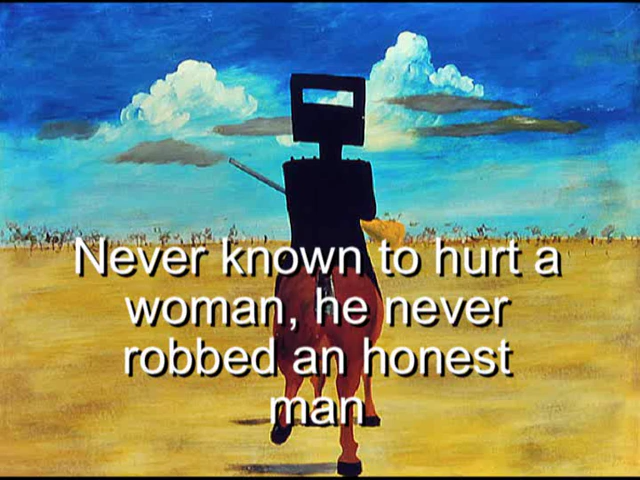 Never known to hurt a
woman, he never
robbed an honest
man